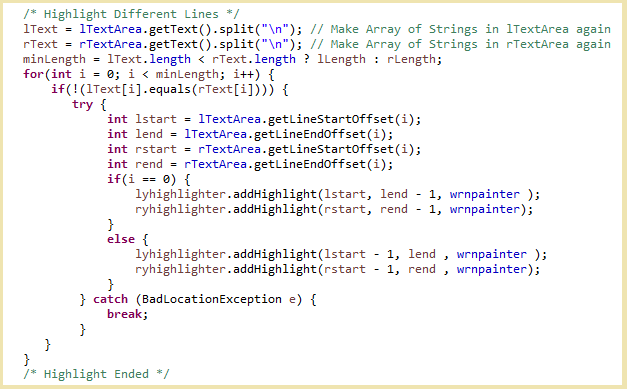 /* Highlight Different Lines */
lText = lTextArea.getText().split("\n"); // Make Array of Strings in lTextArea again
rText = rTextArea.getText().split("\n"); // Make Array of Strings in rTextArea again
minLength = lText.length < rText.length ? lLength : rLength;
for(int i = 0; i < minLength; i++) {
    if(!(lText[i].equals(rText[i]))) {
       try {
            int lstart = lTextArea.getLineStartOffset(i);
            int lend = lTextArea.getLineEndOffset(i);
            int rstart = rTextArea.getLineStartOffset(i);
            int rend = rTextArea.getLineEndOffset(i);
            if(i == 0) {
                lyhighlighter.addHighlight(lstart, lend - 1, wrnpainter );
                ryhighlighter.addHighlight(rstart, rend - 1, wrnpainter);
            }
            else {
                lyhighlighter.addHighlight(lstart - 1, lend , wrnpainter );
                ryhighlighter.addHighlight(rstart - 1, rend , wrnpainter);
            }
        } catch (BadLocationException e) {
            break;
        }
   }
}
/* Highlight Ended */